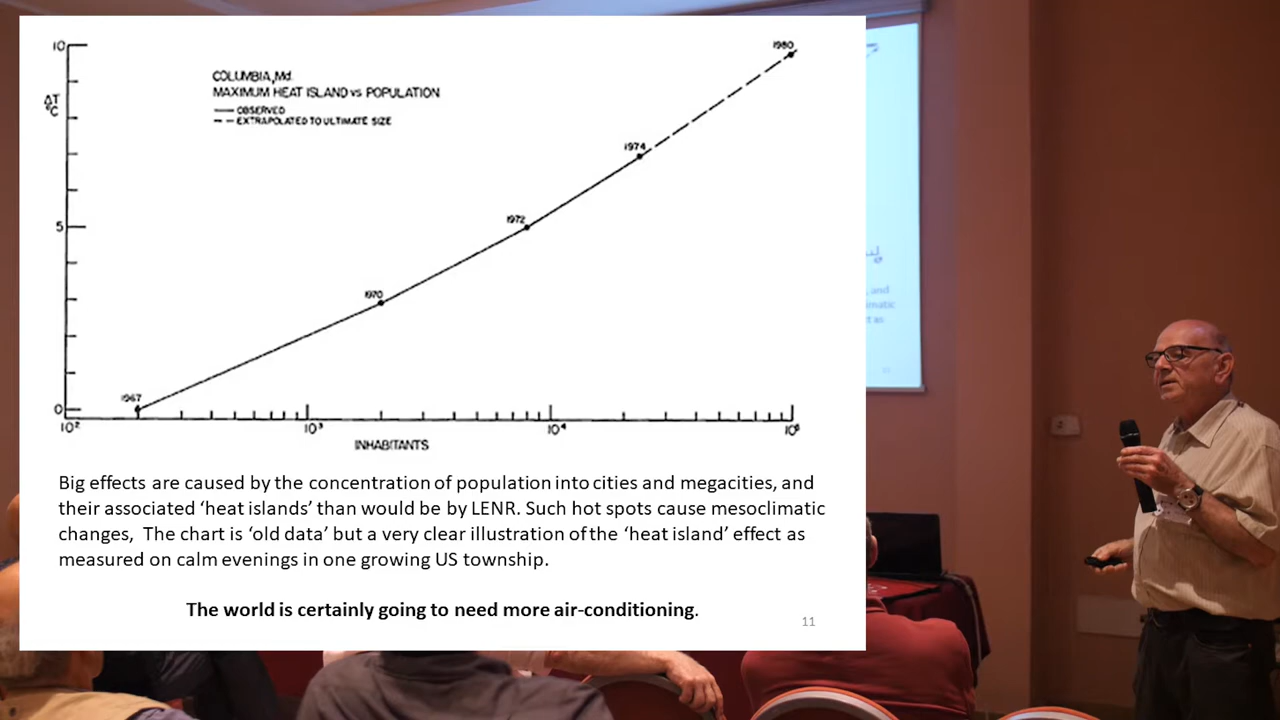 10
ΔT
°C
COLUMBIA, Md.
MAXIMUM HEAT ISLAND vs POPULATION
OBSERVED
EXTRAPOLATED TO ULTIMATE SIZE
1980
1974
5
1972
1970
1967
0
10²
10³
10⁴
10⁵
INHABITANTS
Big effects are caused by the concentration of population into cities and megacities, and
their associated ‘heat islands’ than would be by LENR. Such hot spots cause mesoclimatic
changes,  The chart is ‘old data’ but a very clear illustration of the ‘heat island’ effect as
measured on calm evenings in one growing US township.
The world is certainly going to need more air-conditioning.
11
and
imatic
t as